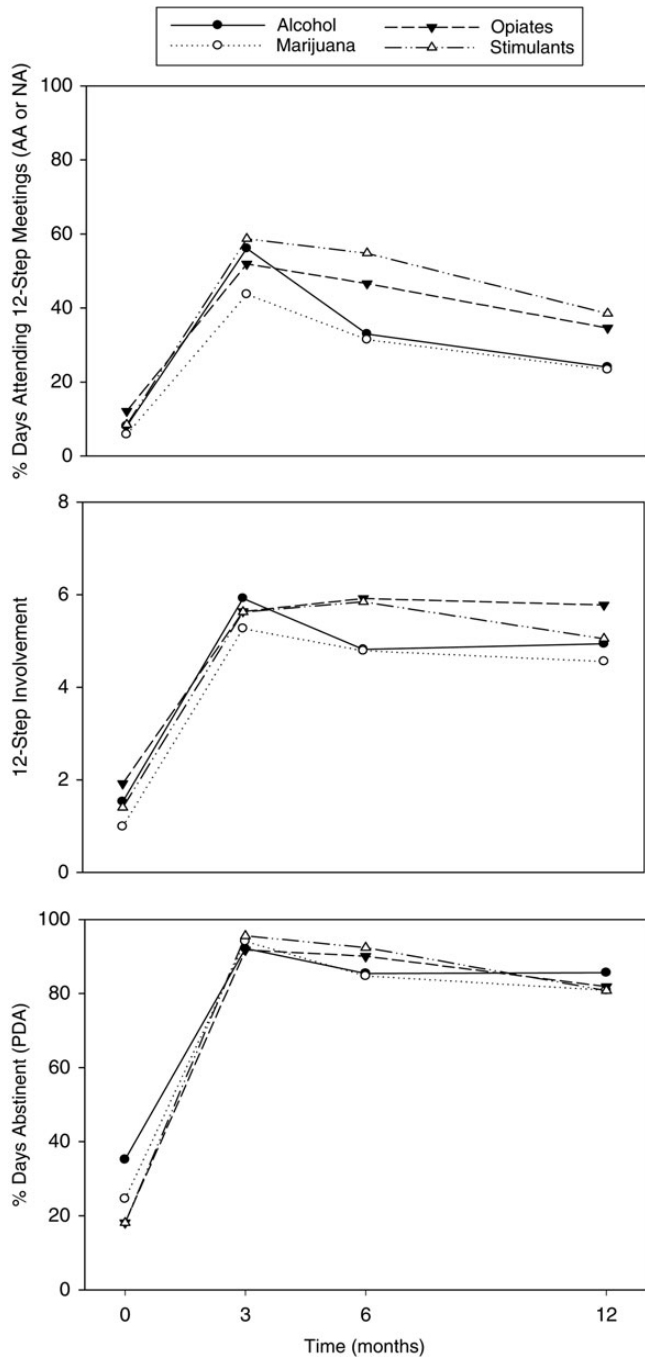 Alcohol
Opiates
Marijuana
Stimulants
% Days Attending 12-Step Meetings (AA or NA)
100
80
60
40
20
0
12-Step Involvement
8
6
4
2
0
% Days Abstinent (PDA)
100
80
60
40
20
0
0 3 6 12
Time (months)